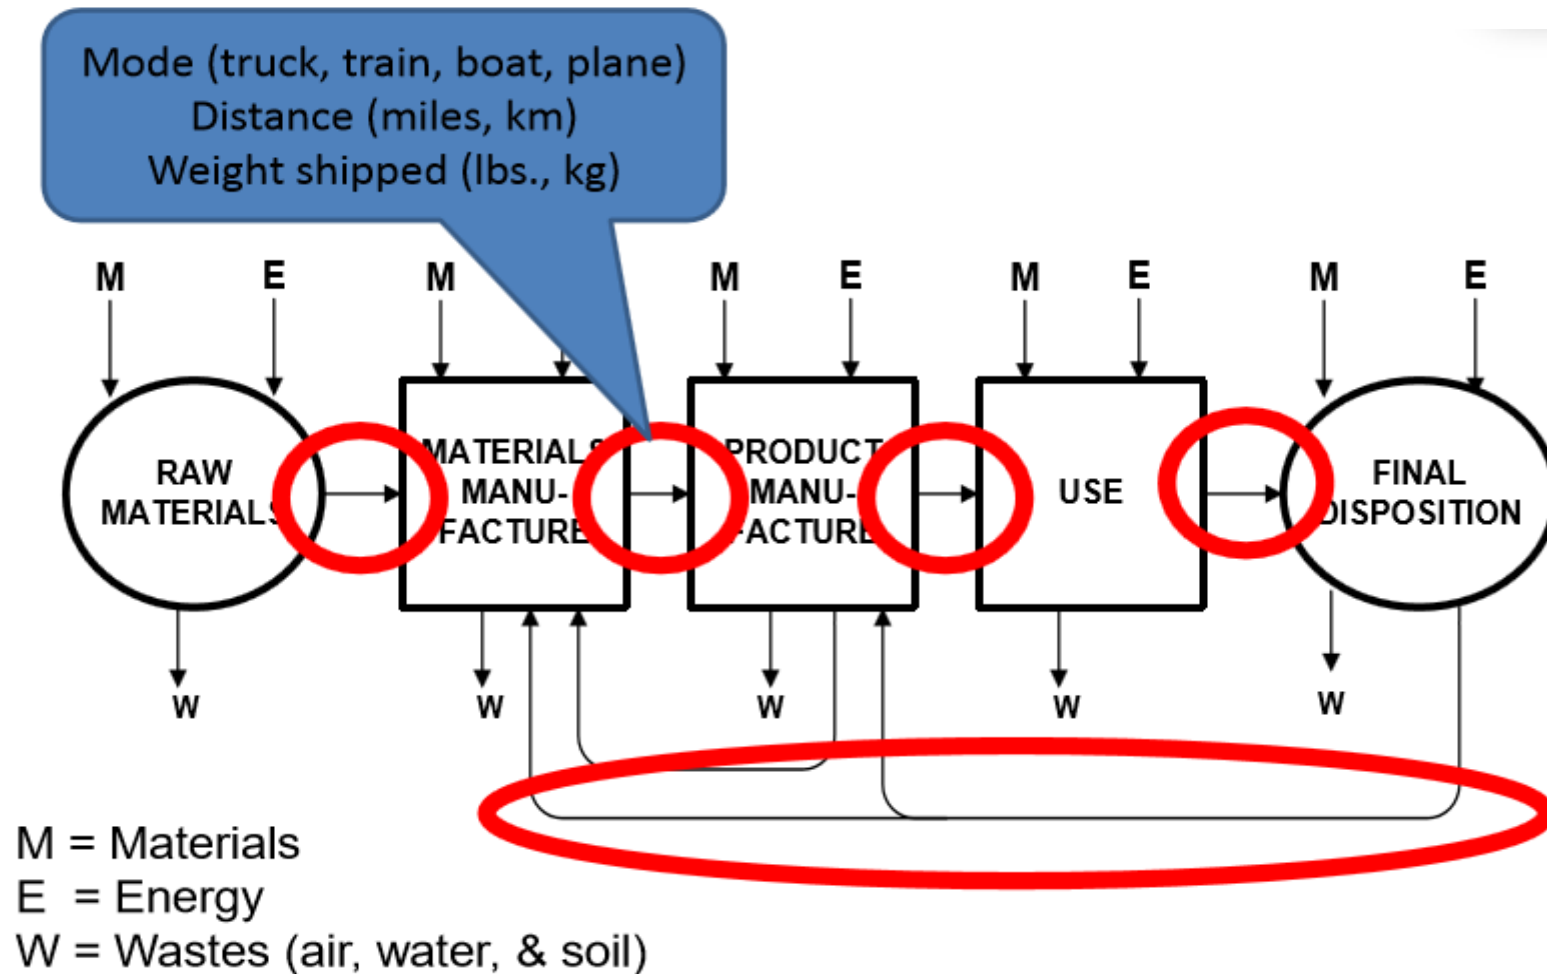 Mode (truck, train, boat, plane)
Distance (miles, km)
Weight shipped (lbs., kg)
M
E
M
M
E
M
E
M
E
RAW
MATERIALS
MATERIALS
MANU-
FACTURE
PRODUCT
MANU-
FACTURE
USE
FINAL
DISPOSITION
W
W
W
W
W
M = Materials
E = Energy
W = Wastes (air, water, & soil)